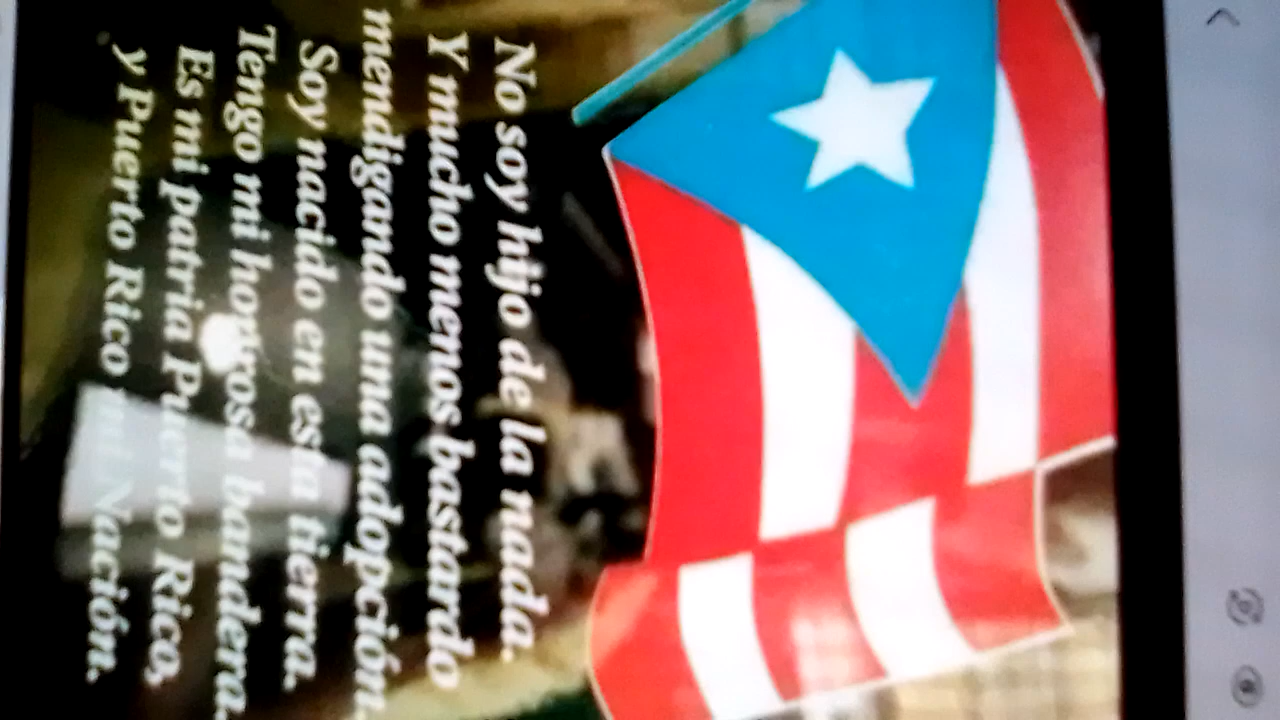 No soy hijo de la nada.
Y mucho menos bastardo
mendigando una adopción.
Soy nacido en esta tierra.
Tengo mi honrosa bandera.
Es mi patria Puerto Rico,
y Puerto Rico mi Nación.